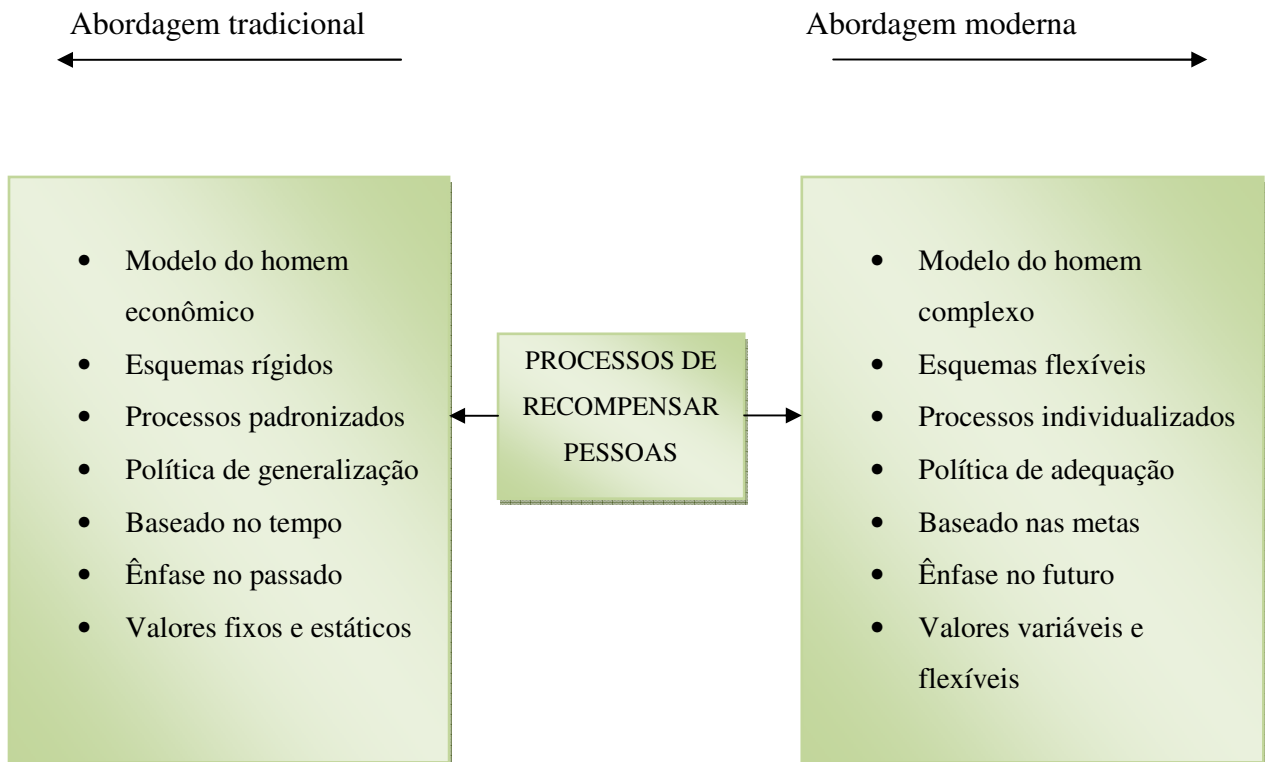 Abordagem tradicional
Abordagem moderna
• Modelo do homem
econômico
• Esquemas rígidos
• Processos padronizados
• Política de generalização
• Baseado no tempo
• Ênfase no passado
• Valores fixos e estáticos
PROCESSOS DE
RECOMPENSAR
PESSOAS
• Modelo do homem
complexo
• Esquemas flexíveis
• Processos individualizados
• Política de adequação
• Baseado nas metas
• Ênfase no futuro
• Valores variáveis e
flexíveis